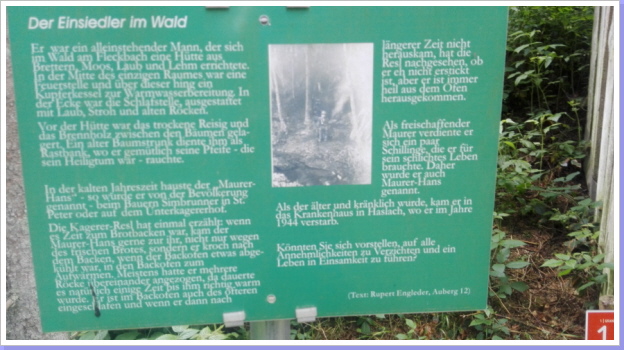 Der Einsiedler im Wald
Er war ein alleinstehender Mann, der sich
im Wald am Fleckbach eine Hütte aus
Brettern, Moos, Laub und Lehm errichtete.
In der Mitte des einzigen Raumes war eine
Feuerstelle und über dieser hing ein
Kupferkessel zur Warmwasserbereitung. In
der Ecke war die Schlafstelle, ausgestattet
mit Laub, Stroh und alten Röcken.
Vor der Hütte war das trockene Reisig und
das Brennholz zwischen den Bäumen gela-
gert. Ein alter Baumstrunk diente ihm als
Rastbank, wo er gemütlich seine Pfeife - die
sein Heiligtum war - rauchte.
In der kalten Jahreszeit hauste der „Maurer-
Hans" - so wurde er von der Bevölkerung
genannt - beim Bauern Simbrunner in St.
Peter oder auf dem Unterkagererhof.
Die Kagerer-Resl hat einmal erzählt: wenn
es Zeit zum Brotbacken war, kam der
Maurer-Hans gerne zur ihr, nicht nur wegen
des frischen Brotes, sondern er kroch nach
dem Backen, wenn der Backofen etwas abge-
kühlt war, in den Backofen zum
Aufwärmen. Meistens hatte er mehrere
Röcke übereinander angezogen, da dauerte
es natürlich einige Zeit bis ihm richtig warm
wurde. Er ist im Backofen auch des öfteren
eingeschlafen und wenn er dann nach
längerer Zeit nicht
herauskam, hat die
Resl nachgesehen, ob
er eh nicht erstickt
ist, aber er ist immer
heil aus dem Ofen
herausgekommen.
Als freischaffender
Maurer verdiente er
sich ein paar
Schillinge, die er für
sein schlichtes Leben
brauchte. Daher
wurde er auch
Maurer-Hans
genannt.
Als der älter und kränklich wurde, kam er in
das Krankenhaus in Haslach, wo er im Jahre
1944 verstarb.
Könnten Sie sich vorstellen, auf alle
Annehmlichkeiten zu Verzichten und ein
Leben in Einsamkeit zu führen?
(Text: Rupert Engleder, Auberg 12)
1